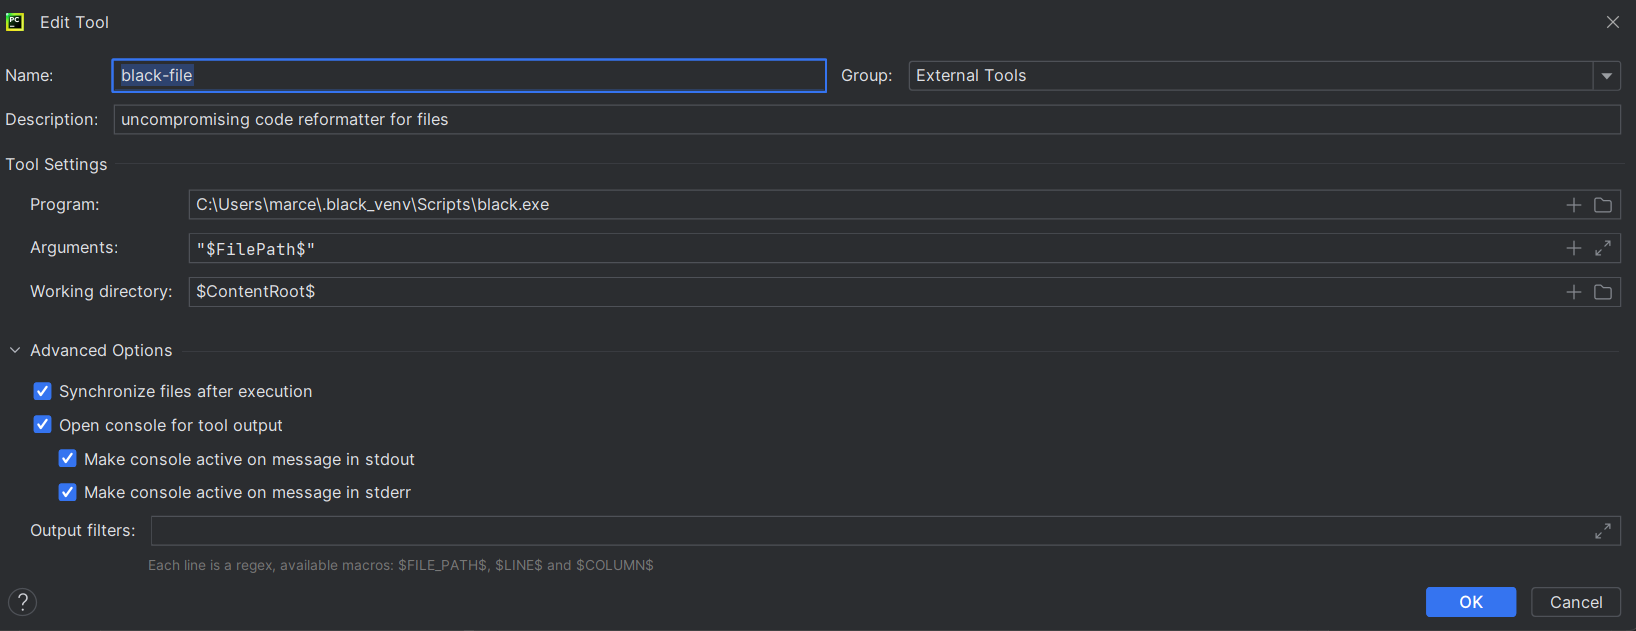 PC Edit Tool
Name: black-file Group: External Tools
Description: uncompromising code reformatter for files
Tool Settings
Program: C:\Users\marce\.black_venv\Scripts\black.exe
Arguments: "$FilePath$"
Working directory: $ContentRoot$
Advanced Options
Synchronize files after execution
Open console for tool output
Make console active on message in stdout
Make console active on message in stderr
Output filters:
Each line is a regex, available macros: $FILE_PATH$, $LINE$ and $COLUMN$
? OK Cancel